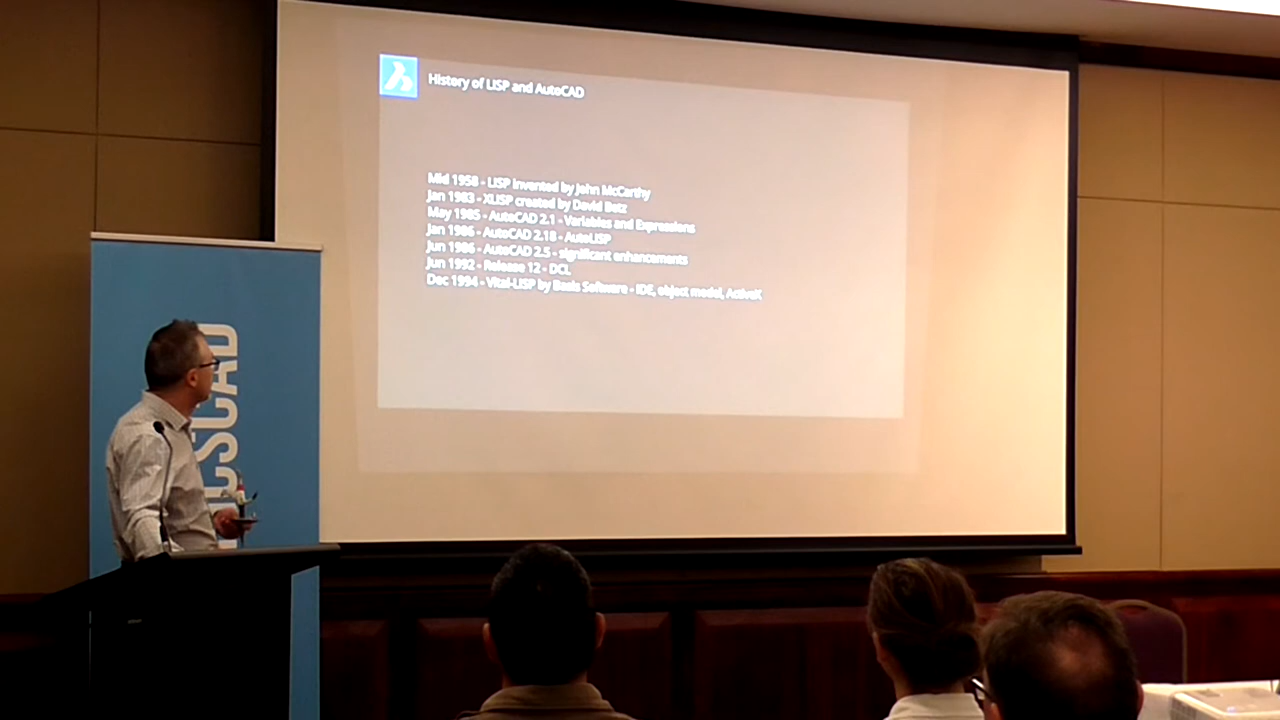 History of LISP and AutoCAD
Mid 1958 - LISP invented by John McCarthy
Jan 1983 - XLISP created by David Betz
May 1985 - AutoCAD 2.1 - Variables and Expressions
Jan 1986 - AutoCAD 2.18 - AutoLISP
Jun 1986 - AutoCAD 2.5 - significant enhancements
Jun 1992 - Release 12 - DCL
Dec 1994 - Vital-LISP by Basis Software - IDE, object model, ActiveX
CSCAD